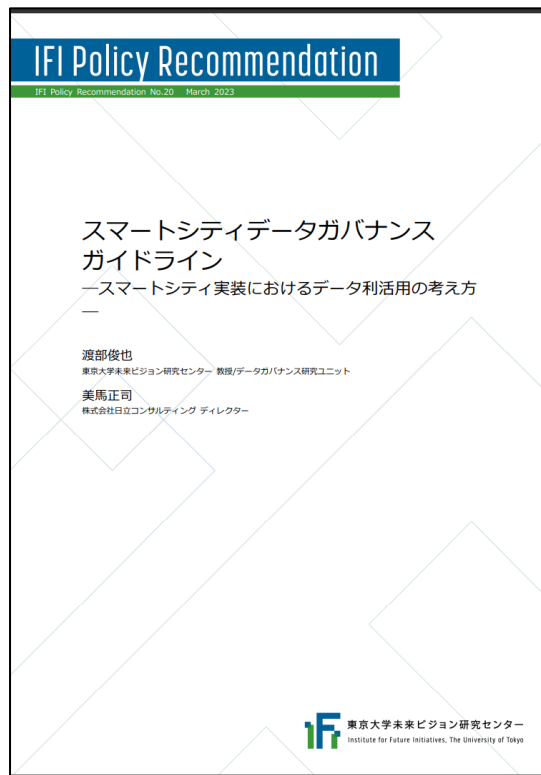 IFI Policy Recommendation
IFI Policy Recommendation No.20 March 2023
スマートシティデータガバナンス
ガイドライン
―スマートシティ実装におけるデータ利活用の考え方
―
渡部俊也
東京大学未来ビジョン研究センター 教授/データガバナンス研究ユニット
美馬正司
株式会社日立コンサルティング ディレクター
東京大学未来ビジョン研究センター
Institute for Future Initiatives, The University of Tokyo